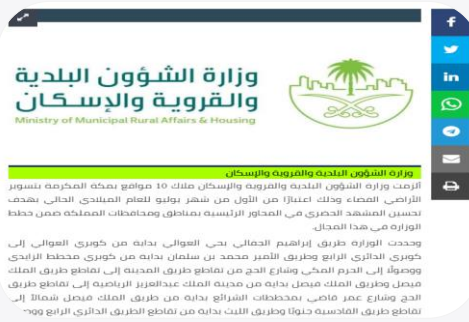 وزارة الشؤون البلدية
والقروية والإسكان
Ministry of Municipal Rural Affairs & Housing
وزارة الشؤون البلدية والقروية والإسكان
ألزمت وزارة الشؤون البلدية والقروية والإسكان ملاك 10 مواقع بمكة المكرمة بتسوير
الأراضي الفضاء وذلك اعتبارًا من الأول من شهر يوليو للعام الميلادي الحالي بهدف
تحسين المشهد الحضري في المحاور الرئيسية بمناطق ومحافظات المملكة ضمن خطط
الوزارة في هذا المجال.
وحددت الوزارة طريق إبراهيم الجفالي بحي العوالي بداية من كوبري العوالي إلى
كوبري الدائري الرابع وطريق الأمير محمد بن سلمان بداية من كوبري مخطط الزايدي
ووصولًا إلى الحرم المكي وشارع الحج من تقاطع طريق المدينة إلى تقاطع طريق الملك
فيصل وطريق الملك فيصل بداية من مدينة الملك عبدالعزيز الرياضية إلى تقاطع طريق
الحج وشارع عمر قاضي بمخططات الشرائع بداية من طريق الملك فيصل شمالًا إلى
تقاطع طريق القادسية جنوبًا وطريق الليث بداية من تقاطع الطريق الدائري الرابع